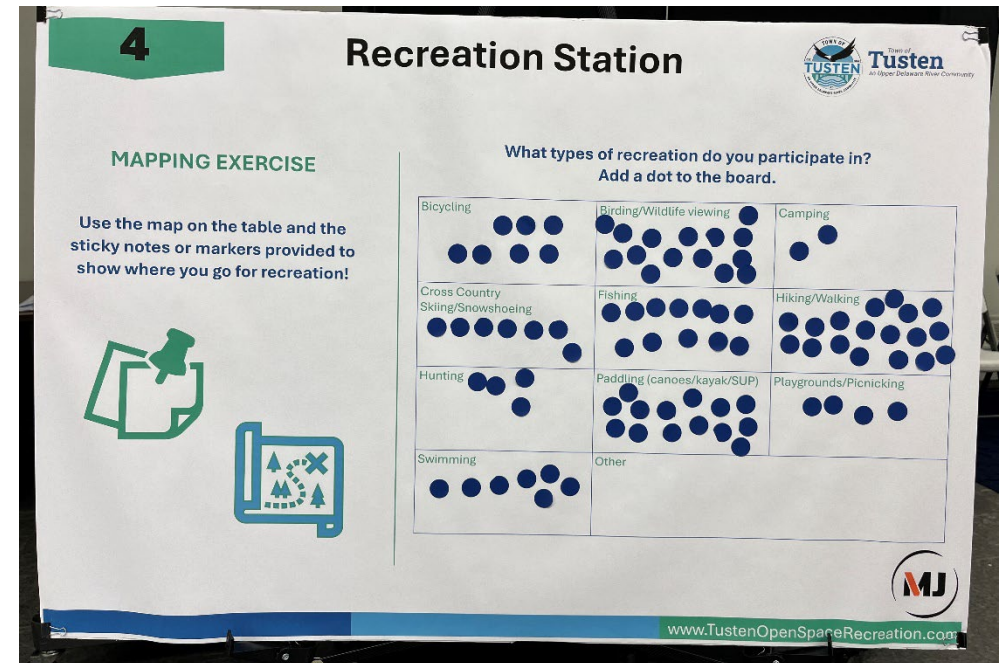 4
Recreation Station
TOWN OF
TUSTEN
Town of
Tusten
an Upper Delaware River Community
MAPPING EXERCISE
Use the map on the table and the
sticky notes or markers provided to
show where you go for recreation!
What types of recreation do you participate in?
Add a dot to the board.
Bicycling
Birding/Wildlife viewing
Camping
Cross Country
Skiing/Snowshoeing
Fishing
Hiking/Walking
Hunting
Paddling (canoes/kayak/SUP)
Playgrounds/Picnicking
Swimming
Other
MJ
www.TustenOpenSpaceRecreation.com